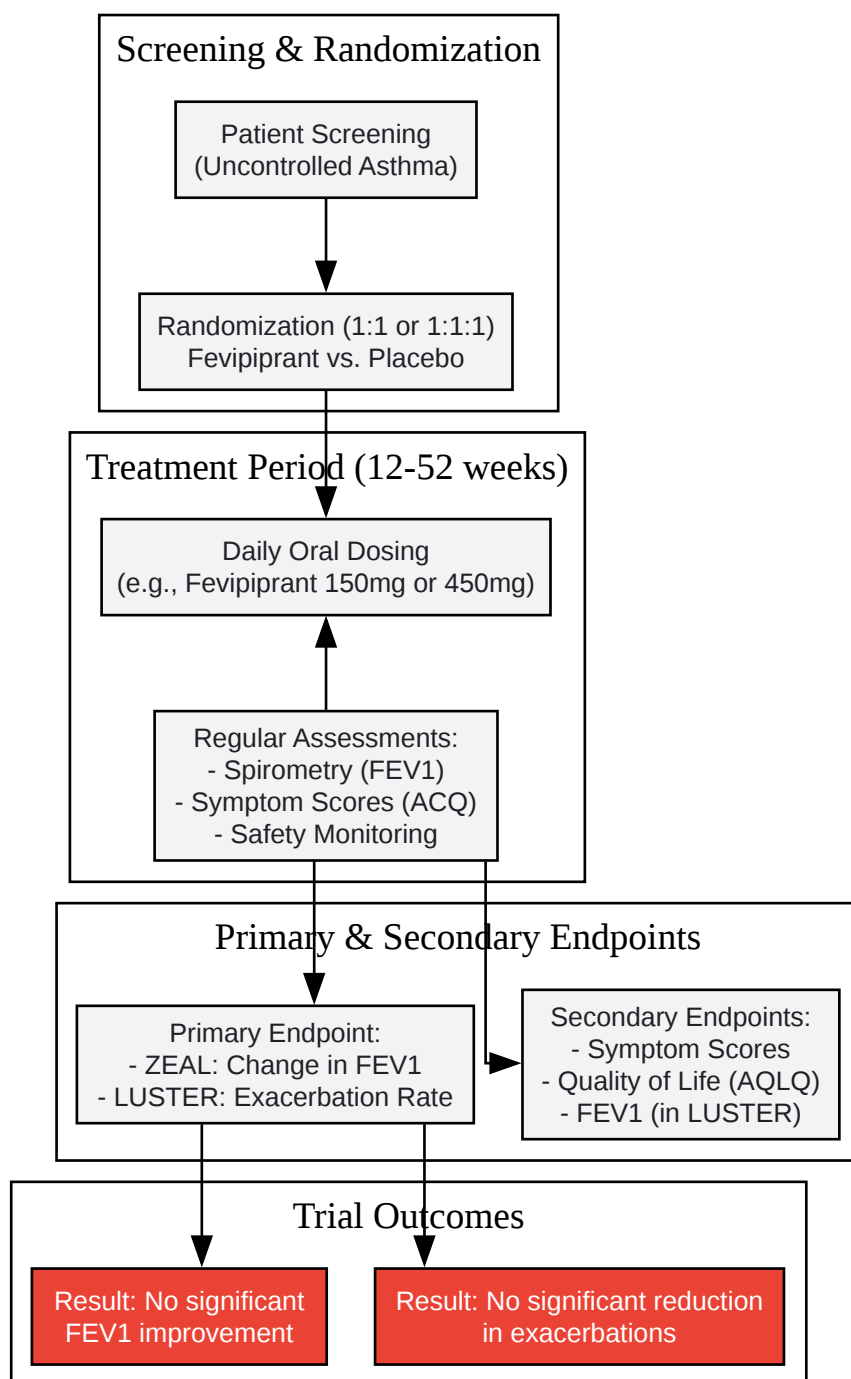 Screening & Randomization
Patient Screening
(Uncontrolled Asthma)
Randomization (1:1 or 1:1:1)
Fevipiprant vs. Placebo
Treatment Period (12-52 weeks)
Daily Oral Dosing
(e.g., Fevipiprant 150mg or 450mg)
Regular Assessments:
- Spirometry (FEV1)
- Symptom Scores (ACQ)
- Safety Monitoring
Primary & Secondary Endpoints
Primary Endpoint:
- ZEAL: Change in FEV1
- LUSTER: Exacerbation Rate
Secondary Endpoints:
- Symptom Scores
- Quality of Life (AQLQ)
- FEV1 (in LUSTER)
Trial Outcomes
Result: No significant
FEV1 improvement
Result: No significant reduction
in exacerbations